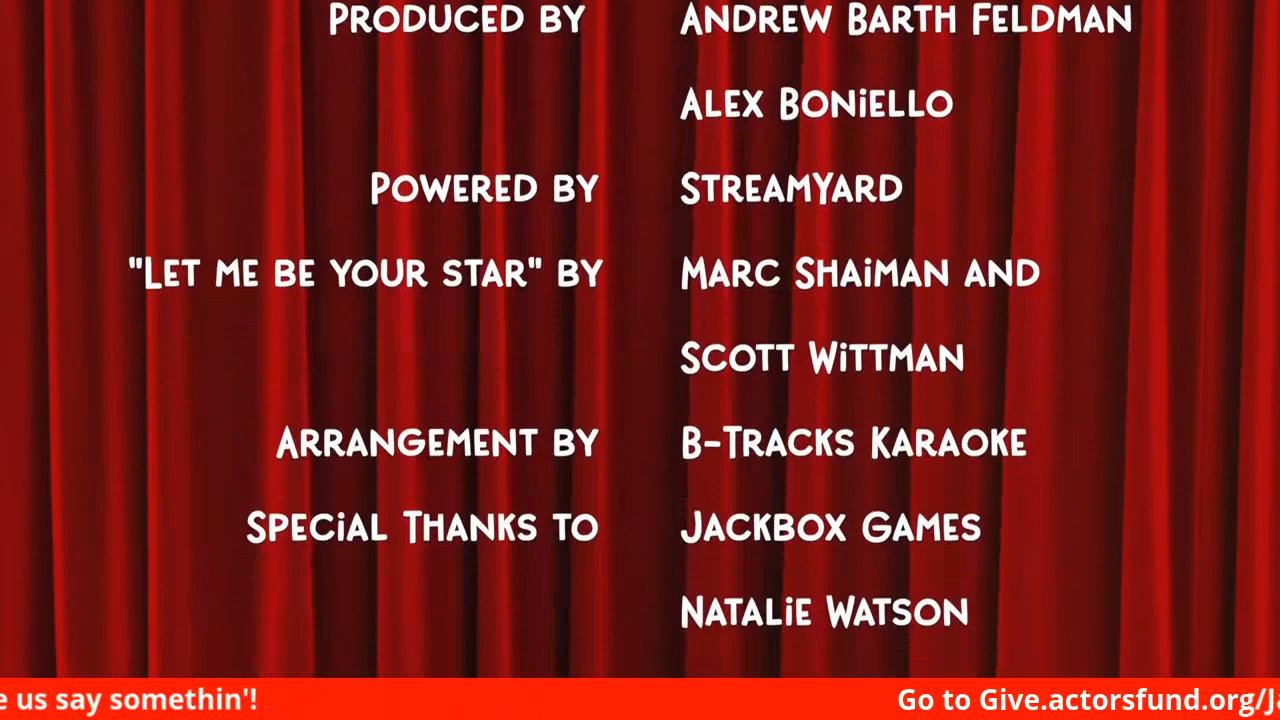 Produced by Andrew Barth Feldman
Alex Boniello
Powered by StreamYard
"Let me be your star" by Marc Shaiman and
Scott Wittman
Arrangement by B-Tracks Karaoke
Special Thanks to Jackbox Games
Natalie Watson
us say somethin'! Go to Give.actorsfund.org/